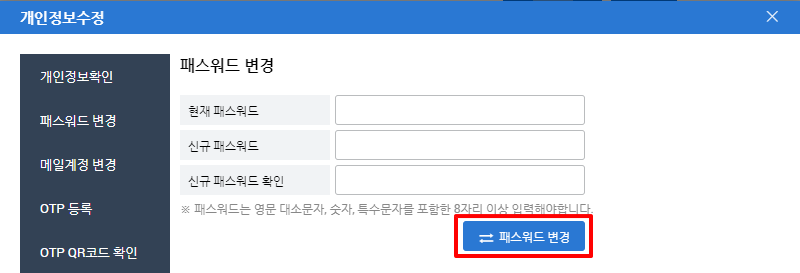 개인정보수정
개인정보확인
패스워드 변경
메일계정 변경
OTP 등록
OTP QR코드 확인
패스워드 변경
현재 패스워드
신규 패스워드
신규 패스워드 확인
※ 패스워드는 영문 대소문자, 숫자, 특수문자를 포함한 8자리 이상 입력해야합니다.
패스워드 변경